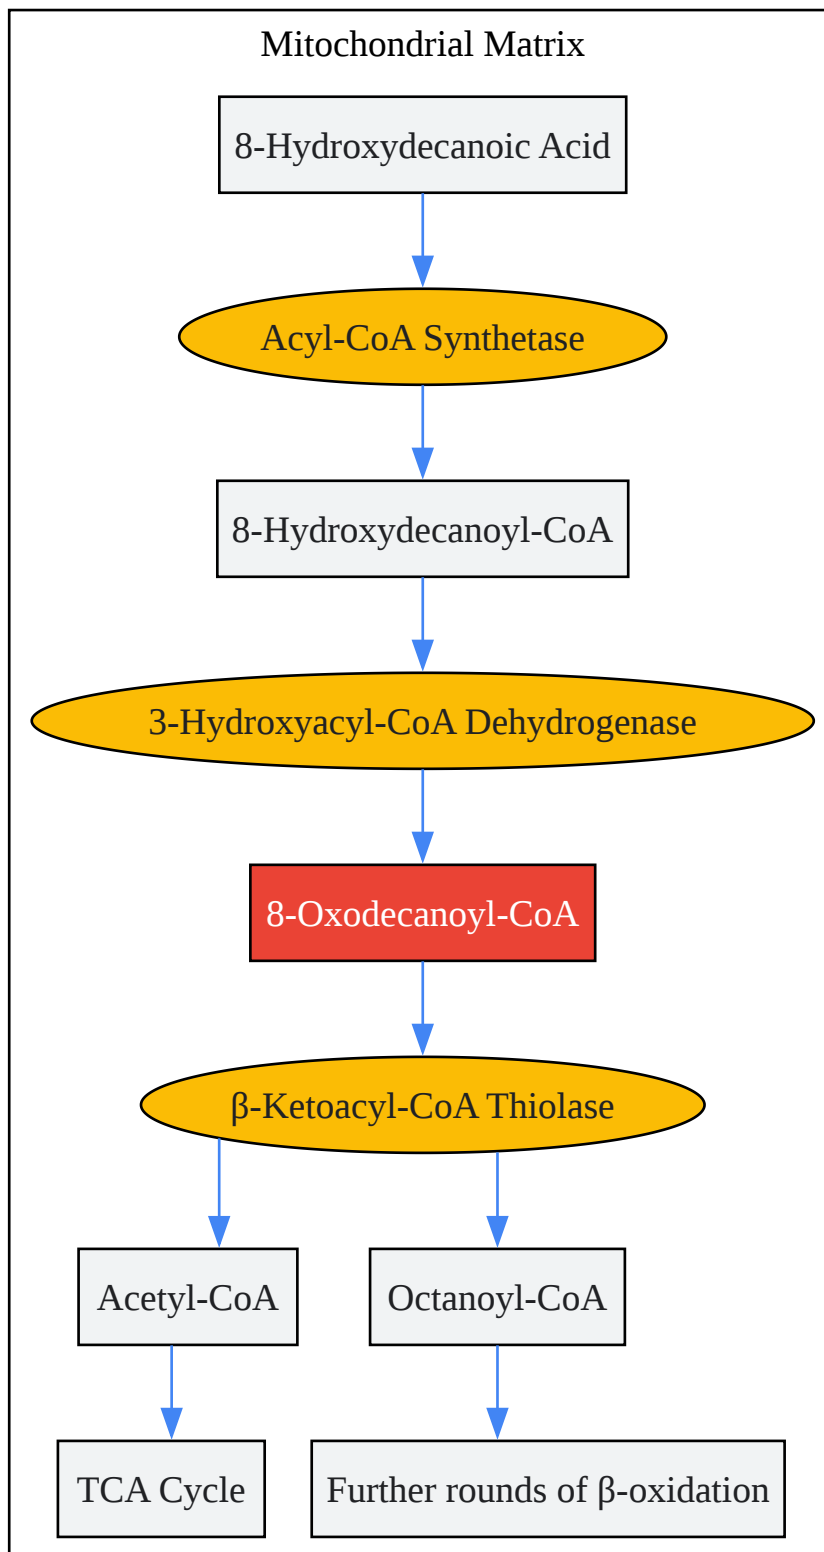 Mitochondrial Matrix
8-Hydroxydecanoic Acid
Acyl-CoA Synthetase
8-Hydroxydecanoyl-CoA
3-Hydroxyacyl-CoA Dehydrogenase
8-Oxodecanoyl-CoA
β-Ketoacyl-CoA Thiolase
Acetyl-CoA
Octanoyl-CoA
TCA Cycle
Further rounds of β-oxidation